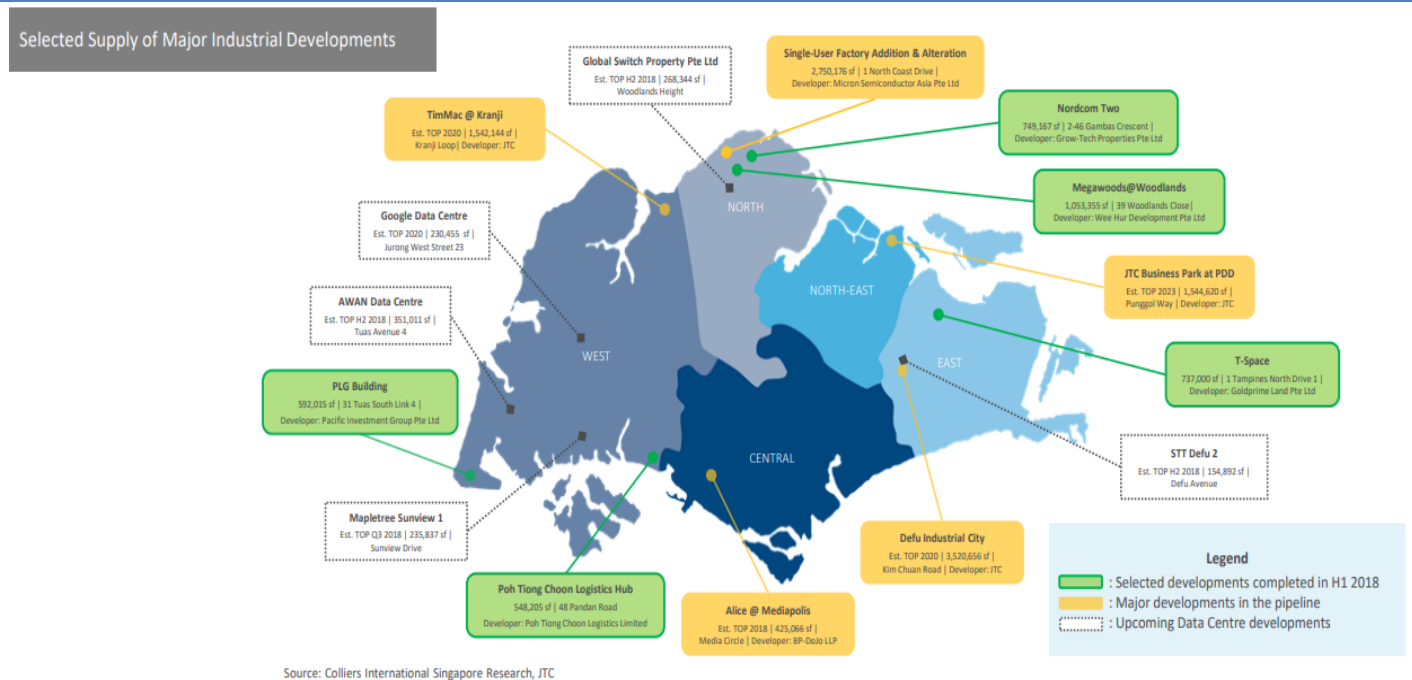 Selected Supply of Major Industrial Developments
Global Switch Property Pte Ltd
Est. TOP H2 2018 | 268,344 sf |
Woodlands Height
Single-User Factory Addition & Alteration
2,750,176 sf | 1 North Coast Drive |
Developer: Micron Semiconductor Asia Pte Ltd
TimMac @ Kranji
Est. TOP 2020 | 1,542,144 sf |
Kranji Loop| Developer: JTC
Nordcom Two
749,167 sf | 2-46 Gambas Crescent |
Developer: Grow-Tech Properties Pte Ltd
Megawoods@Woodlands
1,053,355 sf | 39 Woodlands Close|
Developer: Wee Hur Development Pte Ltd
Google Data Centre
Est. TOP 2020 | 230,455 sf |
Jurong West Street 23
NORTH
JTC Business Park at PDD
Est. TOP 2023 | 1,544,620 sf |
Punggol Way | Developer: JTC
AWAN Data Centre
Est. TOP H2 2018 | 351,011 sf |
Tuas Avenue 4
NORTH-EAST
WEST
EAST
T-Space
737,000 sf | 1 Tampines North Drive 1 |
Developer: Goldprime Land Pte Ltd
PLG Building
592,015 sf | 31 Tuas South Link 4 |
Developer: Pacific Investment Group Pte Ltd
CENTRAL
STT Defu 2
Est. TOP H2 2018 | 154,892 sf |
Defu Avenue
Mapletree Sunview 1
Est. TOP Q3 2018 | 235,837 sf |
Sunview Drive
Defu Industrial City
Est. TOP 2020 | 3,520,656 sf |
Kim Chuan Road | Developer: JTC
Poh Tiong Choon Logistics Hub
548,205 sf | 48 Pandan Road
Developer: Poh Tiong Choon Logistics Limited
Alice @ Mediapolis
Est. TOP 2018 | 425,066 sf |
Media Circle | Developer: BP-DoJo LLP
Legend
: Selected developments completed in H1 2018
: Major developments in the pipeline
: Upcoming Data Centre developments
Source: Colliers International Singapore Research, JTC